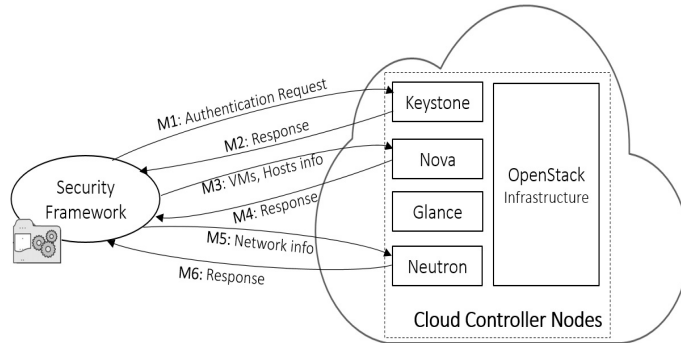 M1: Authentication Request
M2: Response
M3: VMs, Hosts info
M4: Response
M5: Network info
M6: Response
Security
Framework
Keystone
Nova
Glance
Neutron
OpenStack
Infrastructure
Cloud Controller Nodes